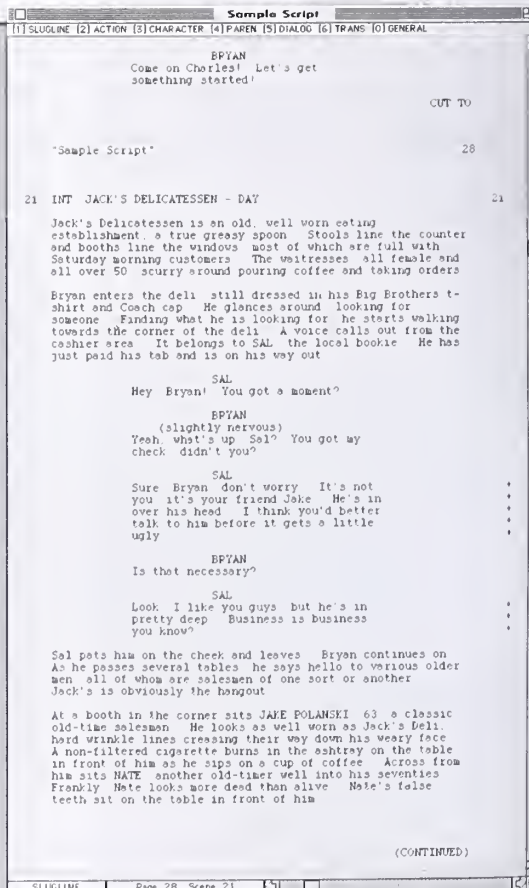 Sample Script
[1] SLUGLINE [2] ACTION [3] CHARACTER [4] PAREN [5] DIALOG [6] TRANS [0] GENERAL
BRYAN
Come on Charles! Let's get
something started!
CUT TO
"Sample Script" 28
21 INT JACK'S DELICATESSEN - DAY 21
Jack's Delicatessen is an old, well worn eating
establishment, a true greasy spoon Stools line the counter
and booths line the windows most of which are full with
Saturday morning customers The waitresses all female and
all over 50 scurry around pouring coffee and taking orders
Bryan enters the deli still dressed in his Big Brothers t-
shirt and Coach cap He glances around looking for
someone Finding what he is looking for he starts walking
towards the corner of the deli A voice calls out from the
cashier area It belongs to SAL the local bookie He has
just paid his tab and is on his way out
SAL
Hey Bryan! You got a moment?
BRYAN
(slightly nervous)
Yeah, what's up Sal? You got my
check didn't you?
SAL
Sure Bryan don't worry It's not *
you it's your friend Jake He's in *
over his head I think you'd better *
talk to him before it gets a little *
ugly *
BRYAN
Is that necessary?
SAL
Look I like you guys but he's in *
pretty deep Business is business *
you know? *
Sal pats him on the cheek and leaves Bryan continues on
As he passes several tables he says hello to various older
men all of whom are salesmen of one sort or another
Jack's is obviously the hangout
At a booth in the corner sits JAKE POLANSKI 63 a classic
old-time salesman He looks as well worn as Jack's Deli,
hard wrinkle lines creasing their way down his weary face
A non-filtered cigarette burns in the ashtray on the table
in front of him as he sips on a cup of coffee Across from
him sits NATE another old-timer well into his seventies
Frankly Nate looks more dead than alive Nate's false
teeth sit on the table in front of him
(CONTINUED)
SLUGLINE Page 28 Scene 21